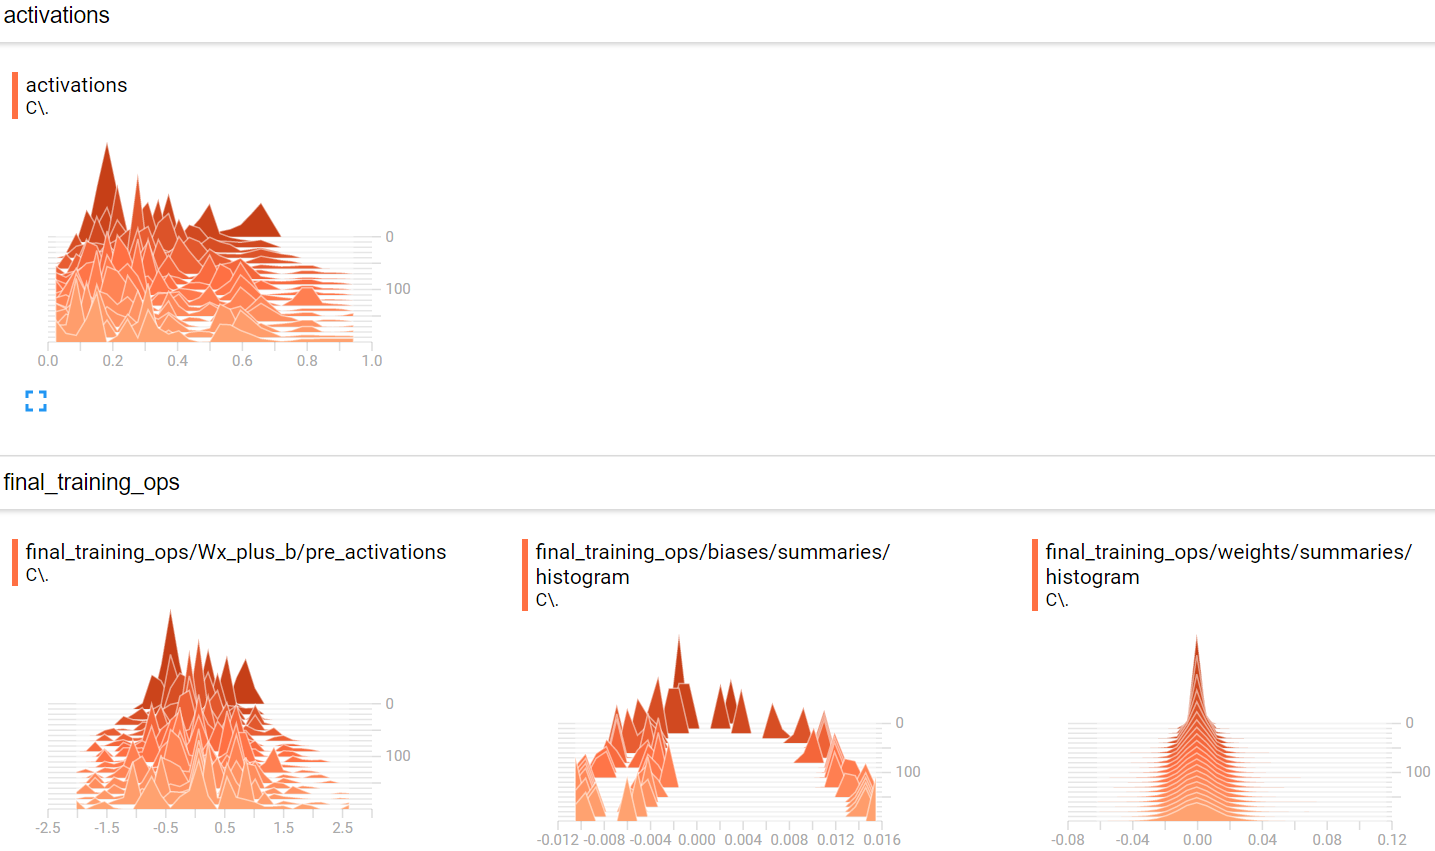 activations
activations
C\.
0
100
0.0 0.2 0.4 0.6 0.8 1.0
final_training_ops
final_training_ops/Wx_plus_b/pre_activations
C\.
0
100
-2.5 -1.5 -0.5 0.5 1.5 2.5
final_training_ops/biases/summaries/
histogram
C\.
0
100
-0.012 -0.008 -0.004 0.000 0.004 0.008 0.012 0.016
final_training_ops/weights/summaries/
histogram
C\.
0
100
-0.08 -0.04 0.00 0.04 0.08 0.12